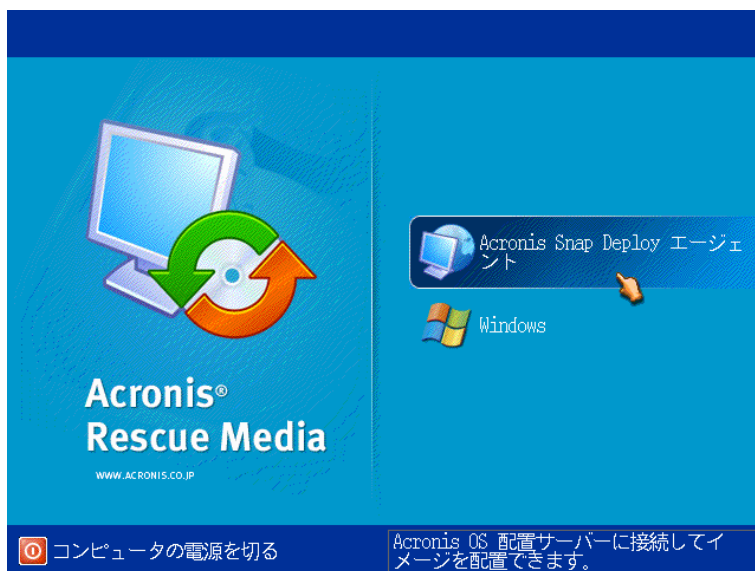 Acronis Snap Deploy エージェ
ント
Windows
Acronis®
Rescue Media
WWW.ACRONIS.CO.JP
コンピュータの電源を切る
Acronis OS 配置サーバーに接続してイ
メージを配置できます。